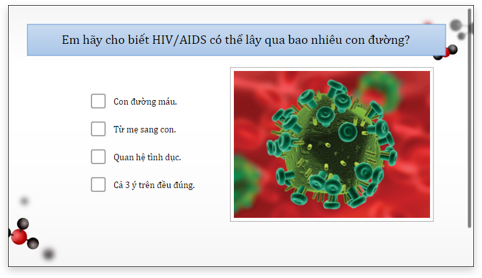 Em hãy cho biết HIV/AIDS có thể lây qua bao nhiêu con đường?
Con đường máu.
Từ mẹ sang con.
Quan hệ tình dục.
Cả 3 ý trên đều đúng.